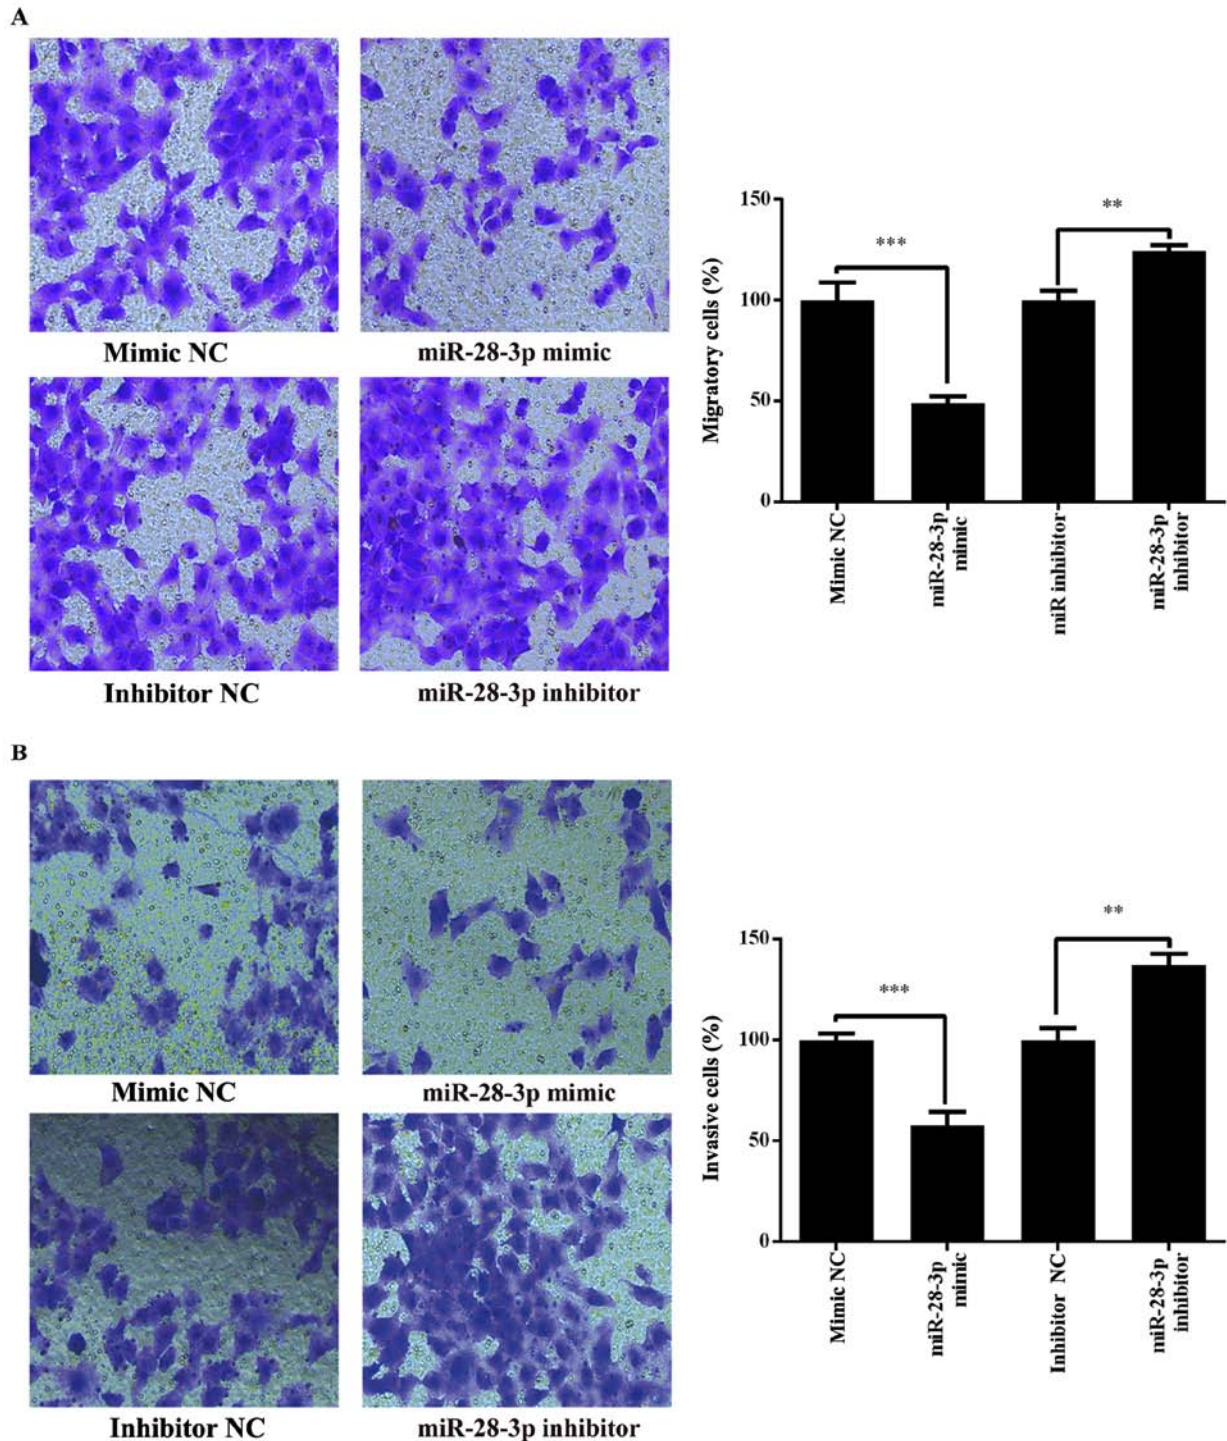 A
Mimic NC
miR-28-3p mimic
Inhibitor NC
miR-28-3p inhibitor
Migratory cells (%)
150
100
50
0
***
**
Mimic NC
miR-28-3p
mimic
miR inhibitor
miR-28-3p
inhibitor
B
Mimic NC
miR-28-3p mimic
Inhibitor NC
miR-28-3p inhibitor
Invasive cells (%)
150
100
50
0
***
**
Mimic NC
miR-28-3p
mimic
Inhibitor NC
miR-28-3p
inhibitor